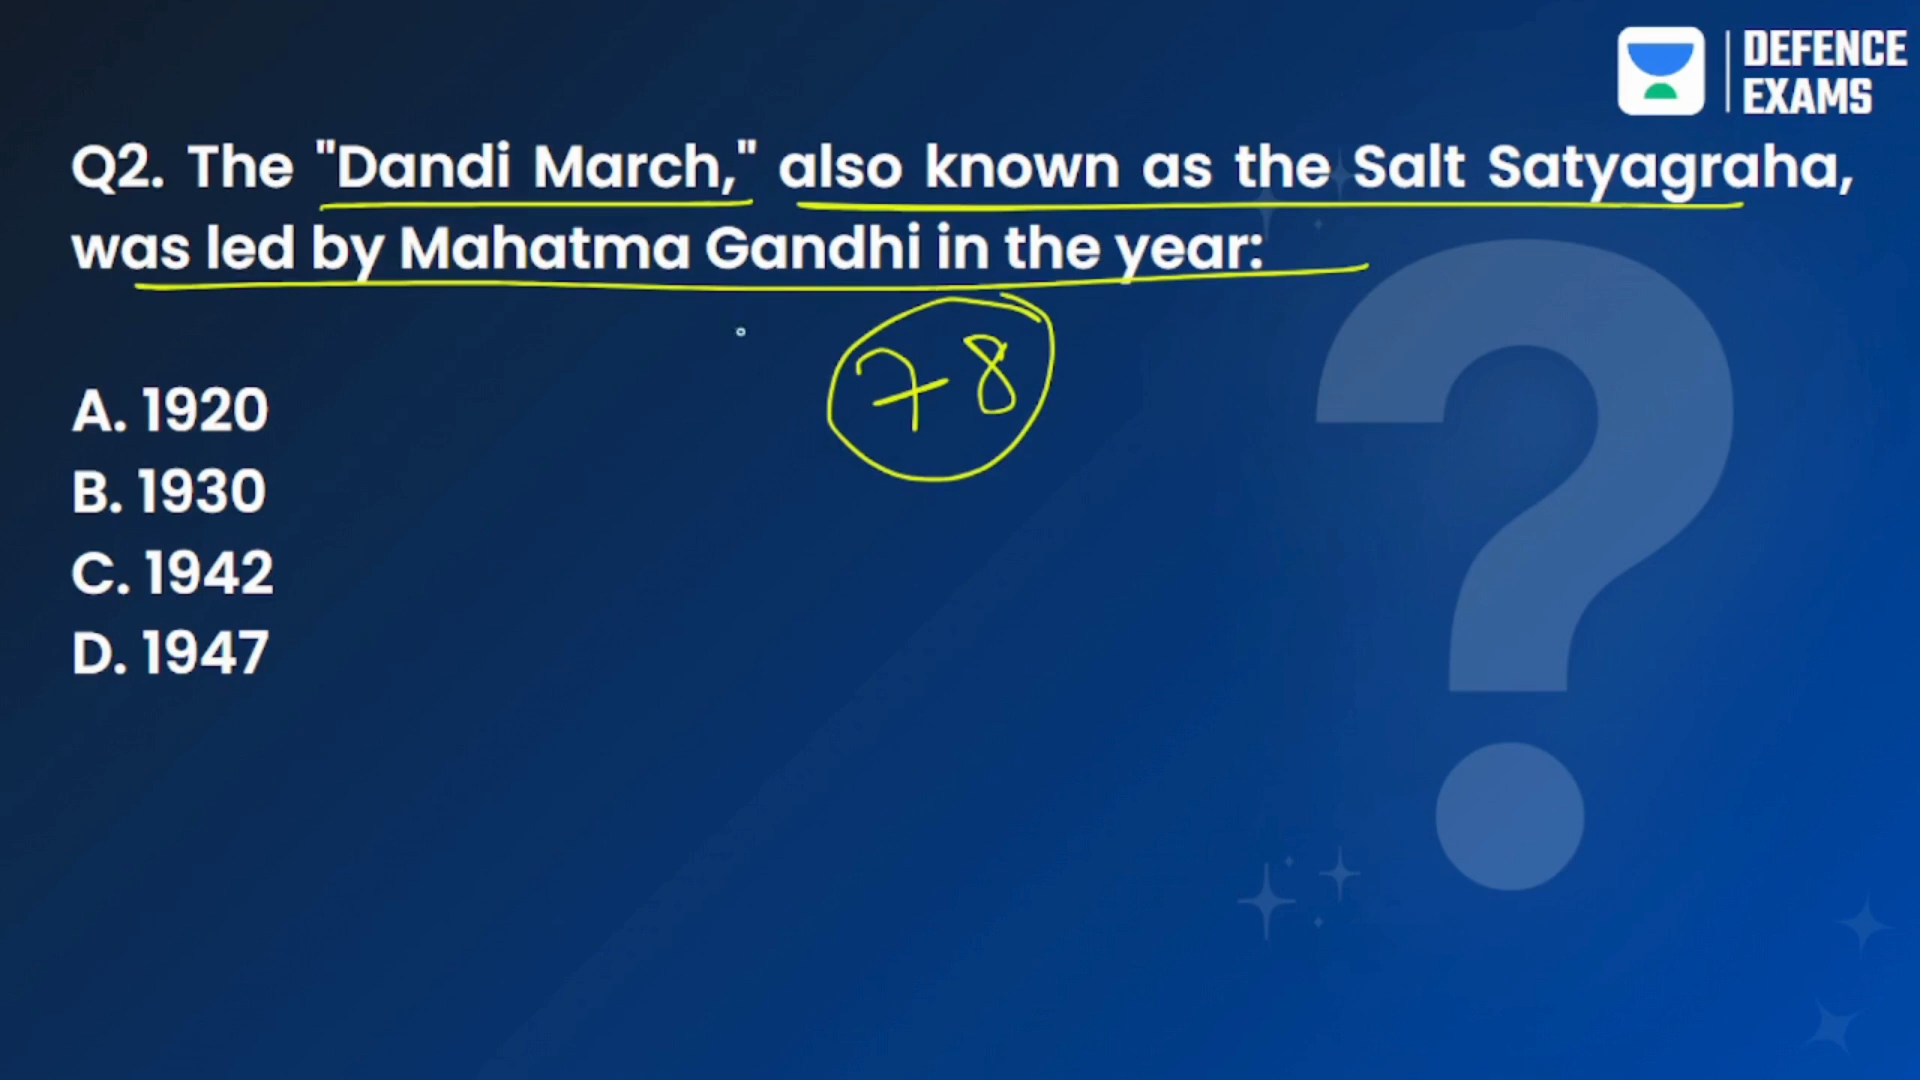 DEFENCE
EXAMS
Q2. The "Dandi March," also known as the Salt Satyagraha,
was led by Mahatma Gandhi in the year:
78
A. 1920
B. 1930
C. 1942
D. 1947